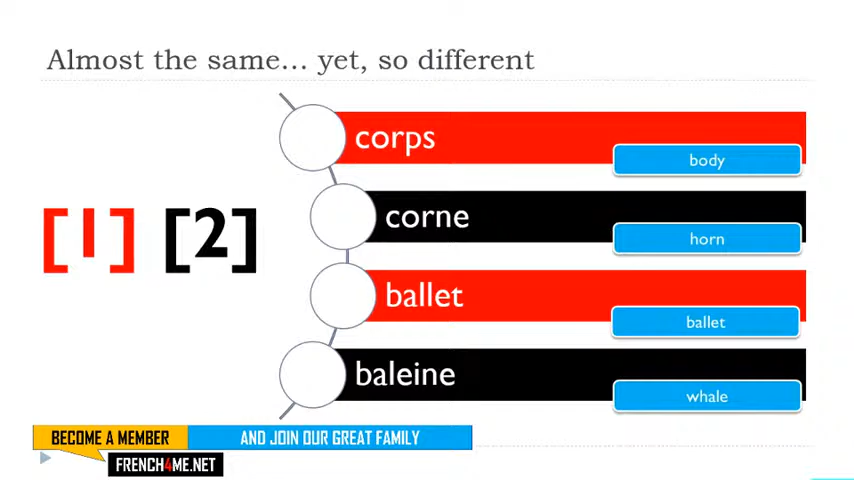 Almost the same... yet, so different
[1] [2]
corps
body
corne
horn
ballet
ballet
baleine
whale
BECOME A MEMBER
AND JOIN OUR GREAT FAMILY
FRENCH4ME.NET